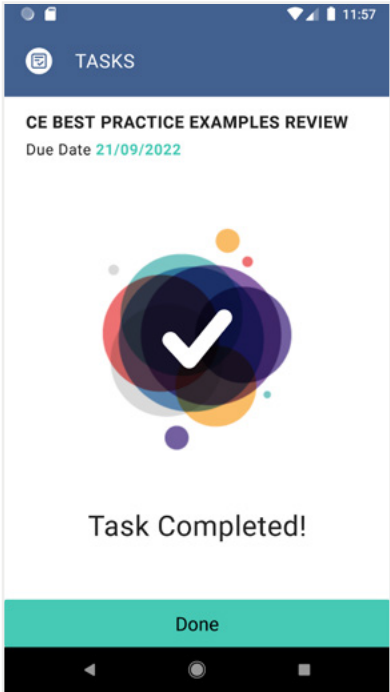 11:57
TASKS
CE BEST PRACTICE EXAMPLES REVIEW
Due Date 21/09/2022
Task Completed!
Done